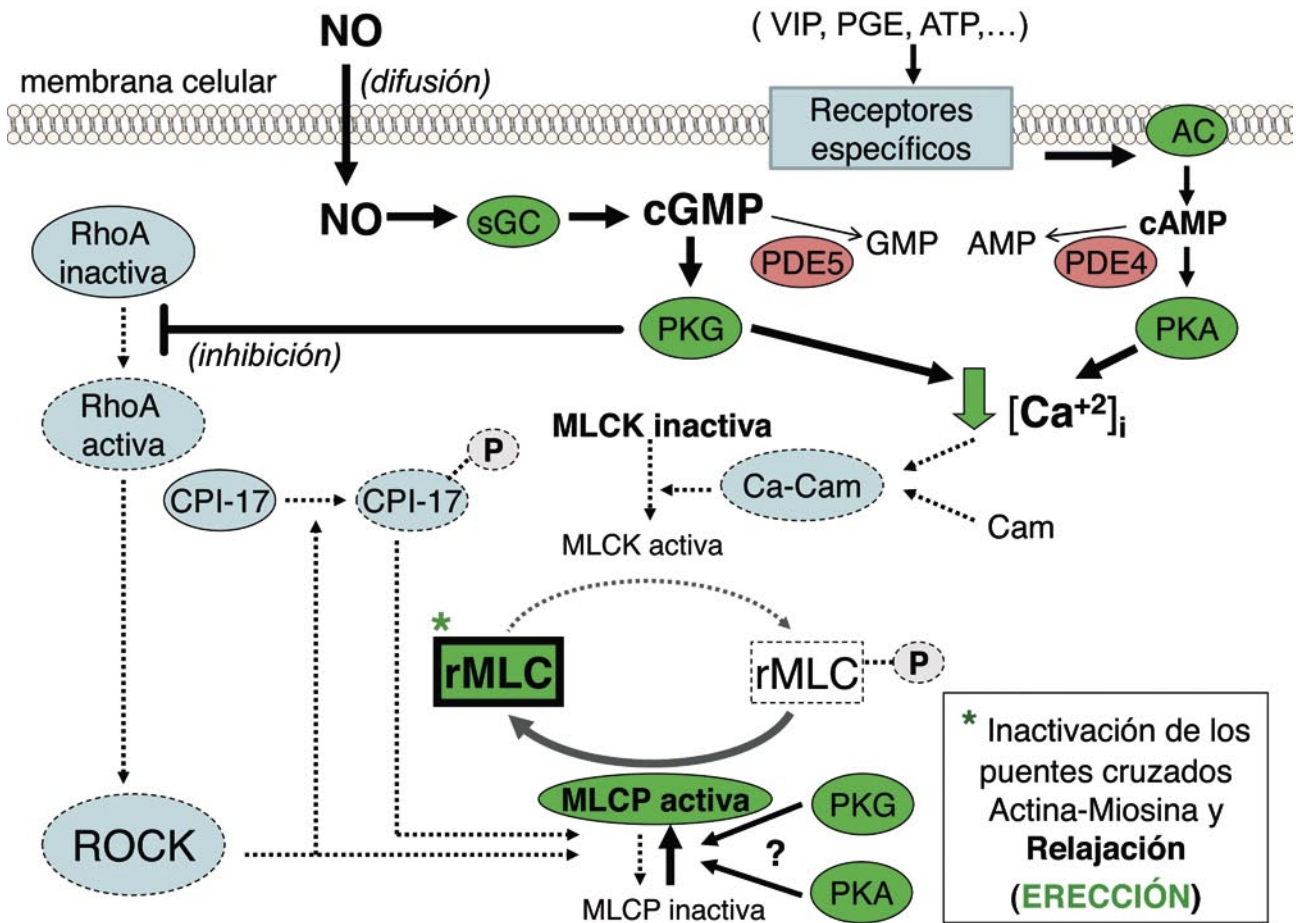 NO
( VIP, PGE, ATP,...)
membrana celular
(difusión)
Receptores
específicos
AC
NO
sGC
cGMP
GMP
AMP
cAMP
PDE5
PDE4
RhoA
inactiva
PKG
PKA
(inhibición)
RhoA
activa
[Ca+2]i
MLCK inactiva
P
CPI-17
CPI-17
Ca-Cam
Cam
MLCK activa
*
rMLC
rMLC
P
* Inactivación de los
puentes cruzados
Actina-Miosina y
Relajación
(ERECCIÓN)
MLCP activa
PKG
ROCK
?
PKA
MLCP inactiva